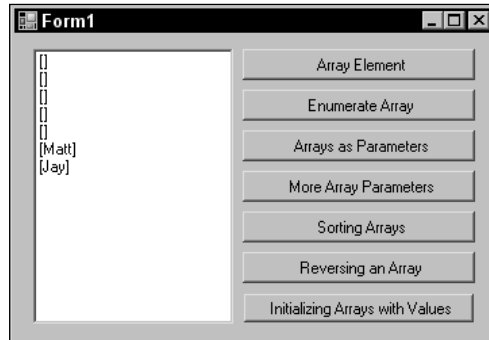 Form1
[]
[]
[]
[]
[]
[Matt]
[Jay]
Array Element
Enumerate Array
Arrays as Parameters
More Array Parameters
Sorting Arrays
Reversing an Array
Initializing Arrays with Values